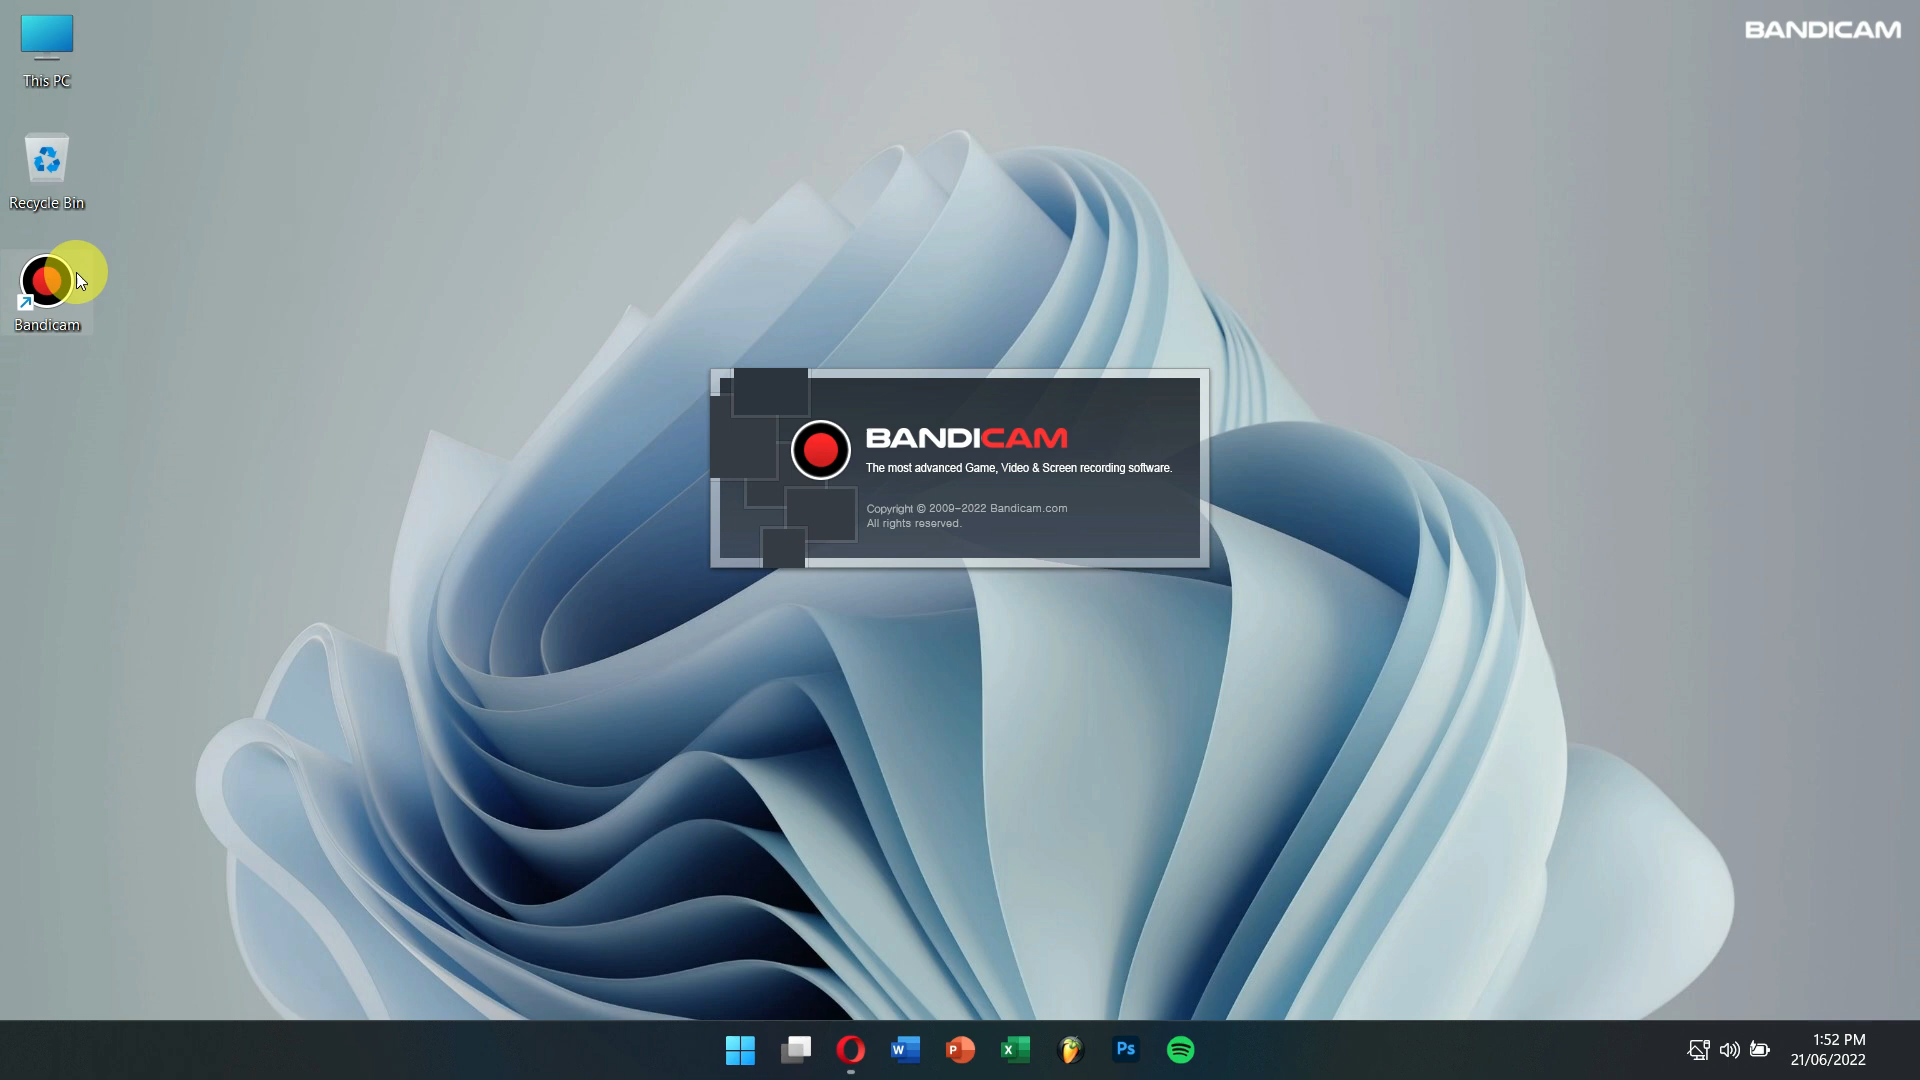 BANDICAM
This PC
Recycle Bin
Bandicam
BANDICAM
The most advanced Game, Video & Screen recording software.
Copyright © 2009-2022 Bandicam.com
All rights reserved.
W
P
X
Ps
1:52 PM
21/06/2022